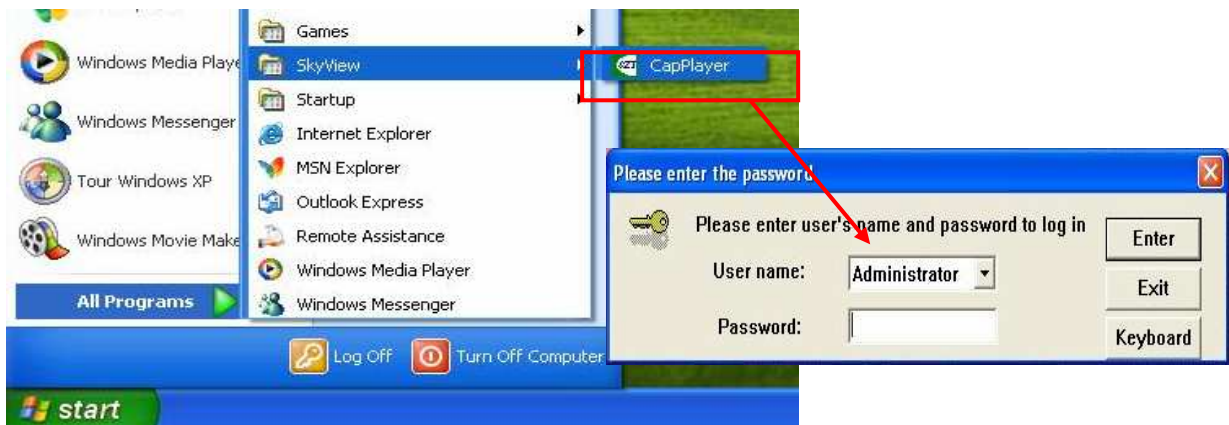 Games
Windows Media Playe
SkyView
CapPlayer
Startup
Windows Messenger
Internet Explorer
MSN Explorer
Tour Windows XP
Outlook Express
Windows Movie Make
Remote Assistance
Windows Media Player
All Programs
Windows Messenger
Log Off
Turn Off Computer
start
Please enter the password
Please enter user's name and password to log in
Enter
User name:
Administrator
Exit
Password:
Keyboard